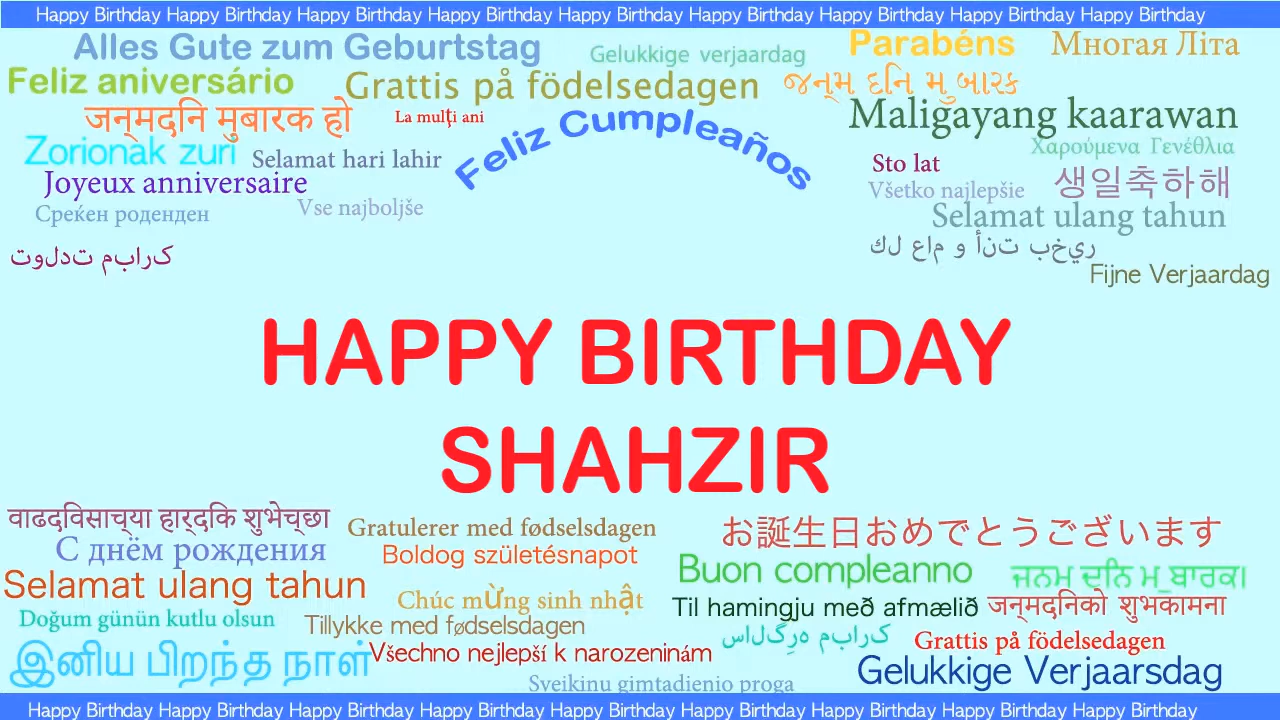 Happy Birthday Happy Birthday Happy Birthday Happy Birthday Happy Birthday Happy Birthday Happy Birthday Happy Birthday Happy Birthday
Alles Gute zum Geburtstag
Gelukkige verjaardag
Parabéns
Многая Літа
Feliz aniversário
Grattis på födelsedagen
જન્મ દનિ મુબારક
जन्मदनि मुबारक हो
La mulţi ani
Feliz Cumpleaños
Maligayang kaarawan
Χαρούμενα Γενέθλια
Zorionak zuri
Selamat hari lahir
Sto lat
생일축하해
Joyeux anniversaire
Všetko najlepšie
Среќен роденден
Vse najboljše
Selamat ulang tahun
تولدت مبارک
كل عام و أنت بخير
Fijne Verjaardag
HAPPY BIRTHDAY
SHAHZIR
वाढदविसाच्या हार्दकि शुभेच्छा
Gratulerer med fødselsdagen
お誕生日おめでとうございます
С днём рождения
Boldog születésnapot
Buon compleanno
ਜਨਮ ਦਨਿ ਮੁਬਾਰਕ।
Selamat ulang tahun
Chúc mừng sinh nhật
Til hamingju með afmælið
जन्मदनिको शुभकामना
Doğum günün kutlu olsun
Tillykke med fødselsdagen
سالگرہ مبارک
Grattis på födelsedagen
இனிய பிறந்த நாள்
Všechno nejlepší k narozeninám
Gelukkige Verjaarsdag
Sveikinu gimtadienio proga
Happy Birthday Happy Birthday Happy Birthday Happy Birthday Happy Birthday Happy Birthday Happy Birthday Happy Birthday Happy Birthday